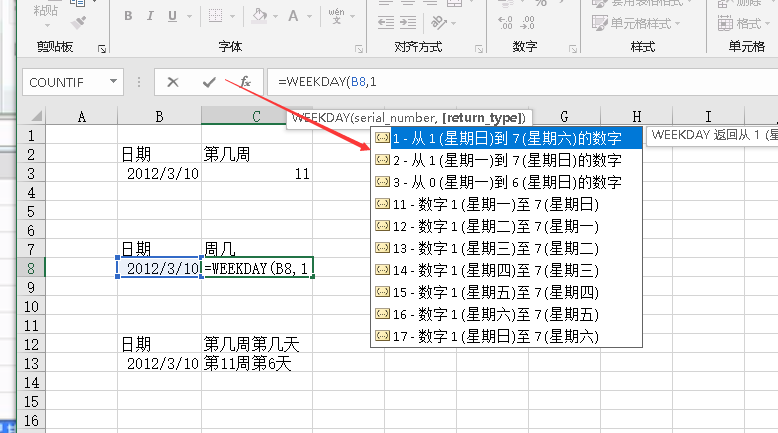 粘贴
B I U A wén
套用表格格式 删除
单元格样式 格式
剪贴板 字体 对齐方式 数字 样式 单元格
COUNTIF fx =WEEKDAY(B8,1
A B C G H I
WEEKDAY(serial_number, [return_type])
1
2 日期 第几周
3 2012/3/10 11
4
5
6
7 日期 周几
8 2012/3/10 =WEEKDAY(B8,1
9
10
11
12 日期 第几周第几天
13 2012/3/10 第11周第6天
14
15
16
1 - 从 1 (星期日)到 7 (星期六)的数字
2 - 从 1 (星期一)到 7 (星期日)的数字
3 - 从 0 (星期一)到 6 (星期日)的数字
11 - 数字 1 (星期一)至 7 (星期日)
12 - 数字 1 (星期二)至 7 (星期一)
13 - 数字 1 (星期三)至 7 (星期二)
14 - 数字 1 (星期四)至 7 (星期三)
15 - 数字 1 (星期五)至 7 (星期四)
16 - 数字 1 (星期六)至 7 (星期五)
17 - 数字 1 (星期日)至 7 (星期六)
WEEKDAY 返回从 1 (星